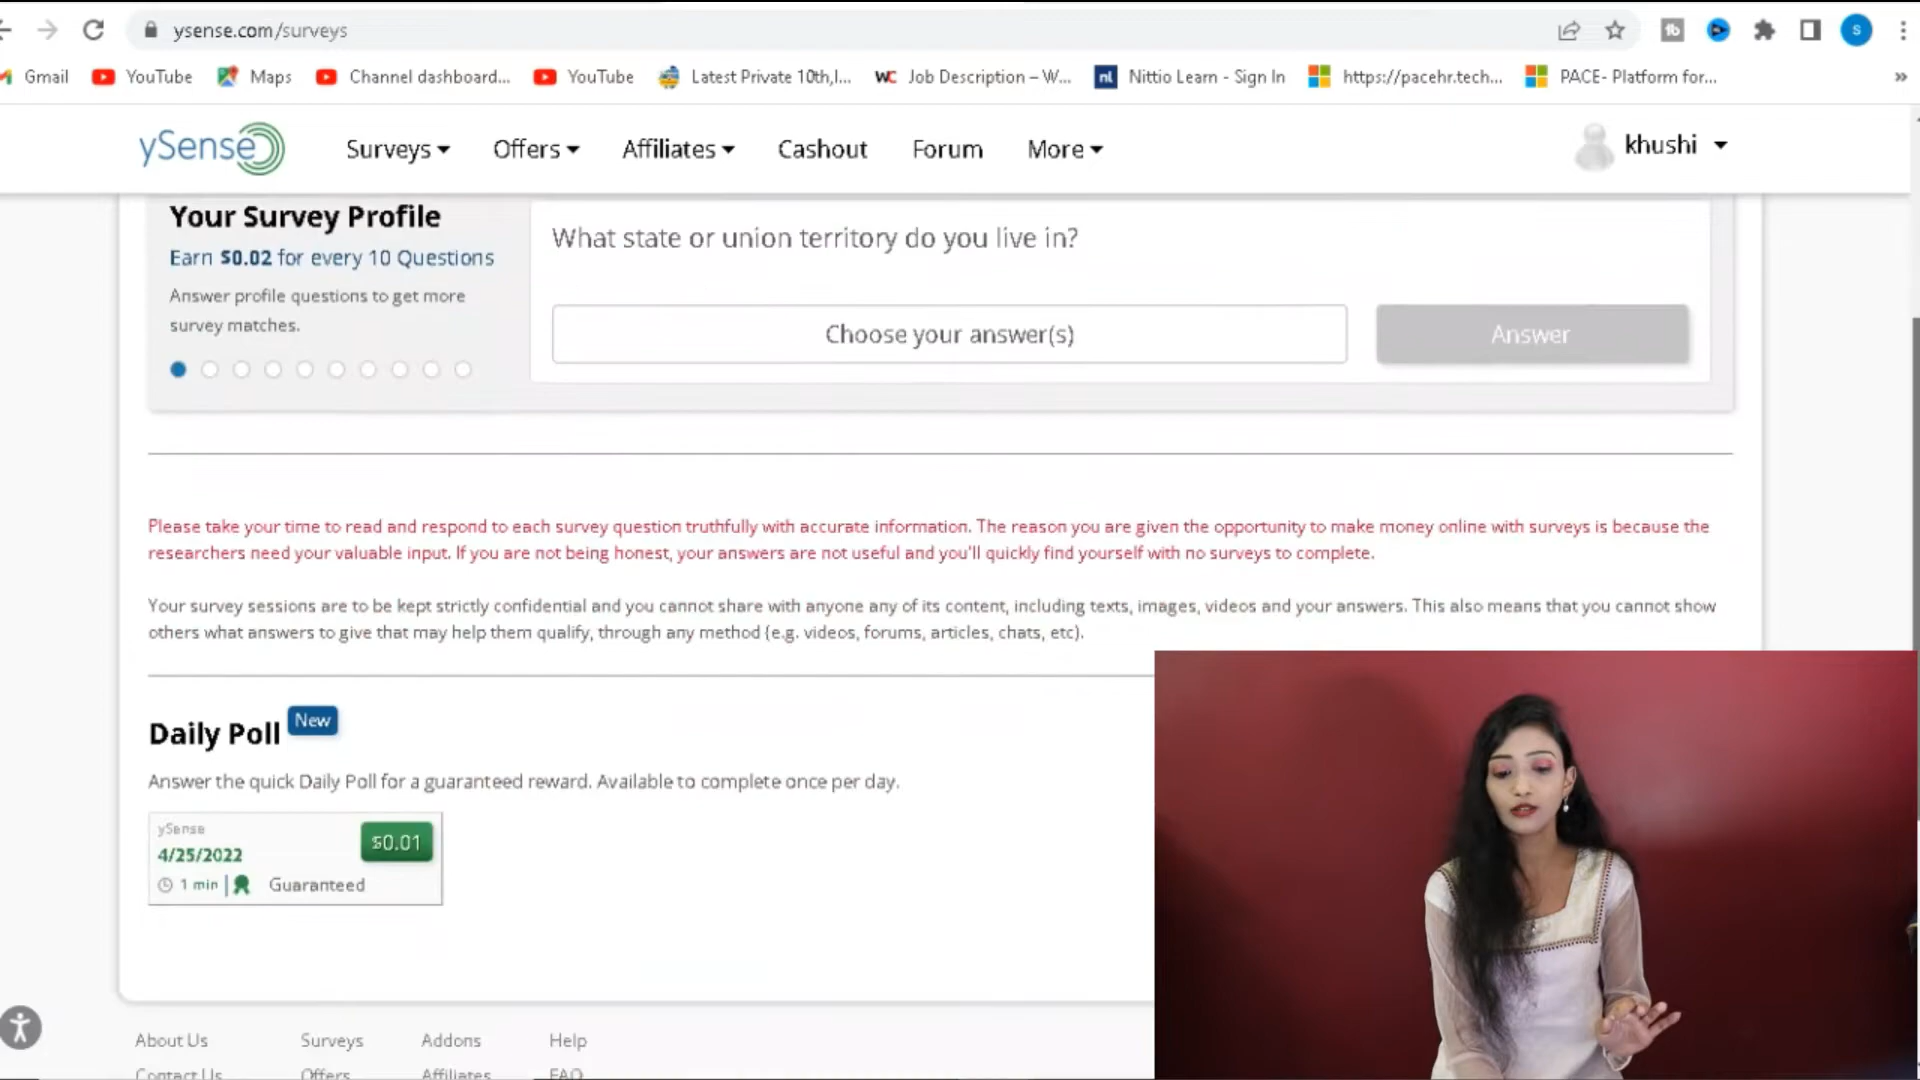 ysense.com/surveys
S
Gmail YouTube Maps Channel dashboard... YouTube Latest Private 10th,I... WC Job Description – W... nl Nittio Learn - Sign In https://pacehr.tech... PACE- Platform for... »
ySense Surveys Offers Affiliates Cashout Forum More khushi
Your Survey Profile
Earn $0.02 for every 10 Questions
Answer profile questions to get more
survey matches.
What state or union territory do you live in?
Choose your answer(s) Answer
Please take your time to read and respond to each survey question truthfully with accurate information. The reason you are given the opportunity to make money online with surveys is because the
researchers need your valuable input. If you are not being honest, your answers are not useful and you'll quickly find yourself with no surveys to complete.
Your survey sessions are to be kept strictly confidential and you cannot share with anyone any of its content, including texts, images, videos and your answers. This also means that you cannot show
others what answers to give that may help them qualify, through any method (e.g. videos, forums, articles, chats, etc).
Daily Poll New
Answer the quick Daily Poll for a guaranteed reward. Available to complete once per day.
ySense
4/25/2022 $0.01
1 min Guaranteed
About Us Surveys Addons Help
Contact Us Offers Affiliates FAQ